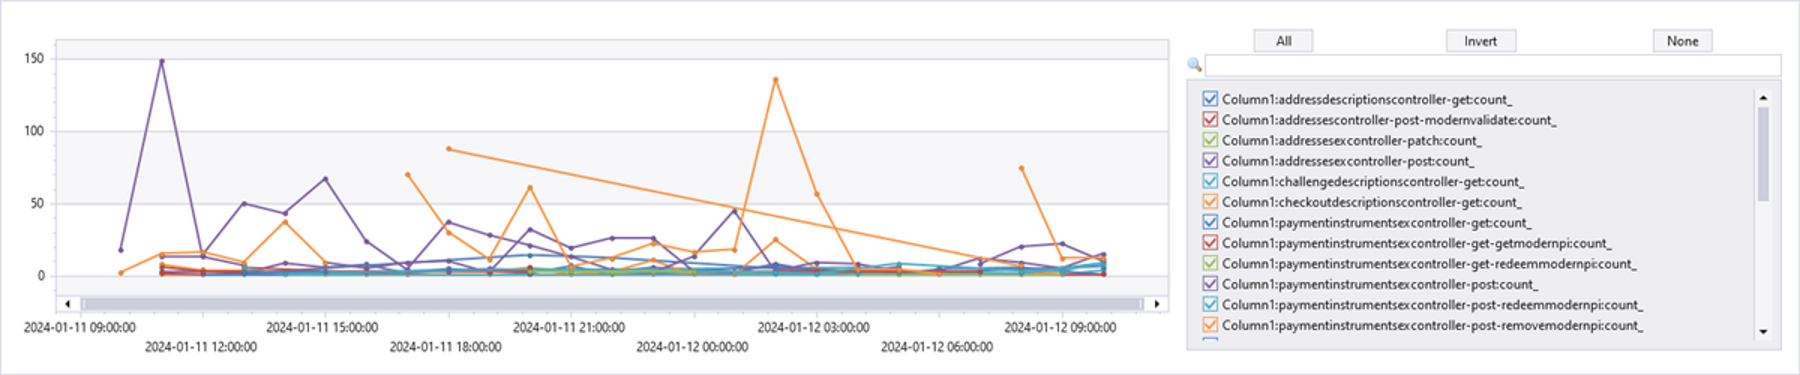 150
100
50
0
2024-01-11 09:00:00
2024-01-11 12:00:00
2024-01-11 15:00:00
2024-01-11 18:00:00
2024-01-11 21:00:00
2024-01-12 00:00:00
2024-01-12 03:00:00
2024-01-12 06:00:00
2024-01-12 09:00:00
All Invert None
Column1:addressdescriptionscontroller-get:count_
Column1:addressescontroller-post-modernvalidate:count_
Column1:addressesexcontroller-patch:count_
Column1:addressesexcontroller-post:count_
Column1:challengedescriptionscontroller-get:count_
Column1:checkoutdescriptionscontroller-get:count_
Column1:paymentinstrumentsexcontroller-get:count_
Column1:paymentinstrumentsexcontroller-get-getmodernpi:count_
Column1:paymentinstrumentsexcontroller-get-redeemmodernpi:count_
Column1:paymentinstrumentsexcontroller-post:count_
Column1:paymentinstrumentsexcontroller-post-redeemmodernpi:count_
Column1:paymentinstrumentsexcontroller-post-removemodernpi:count_